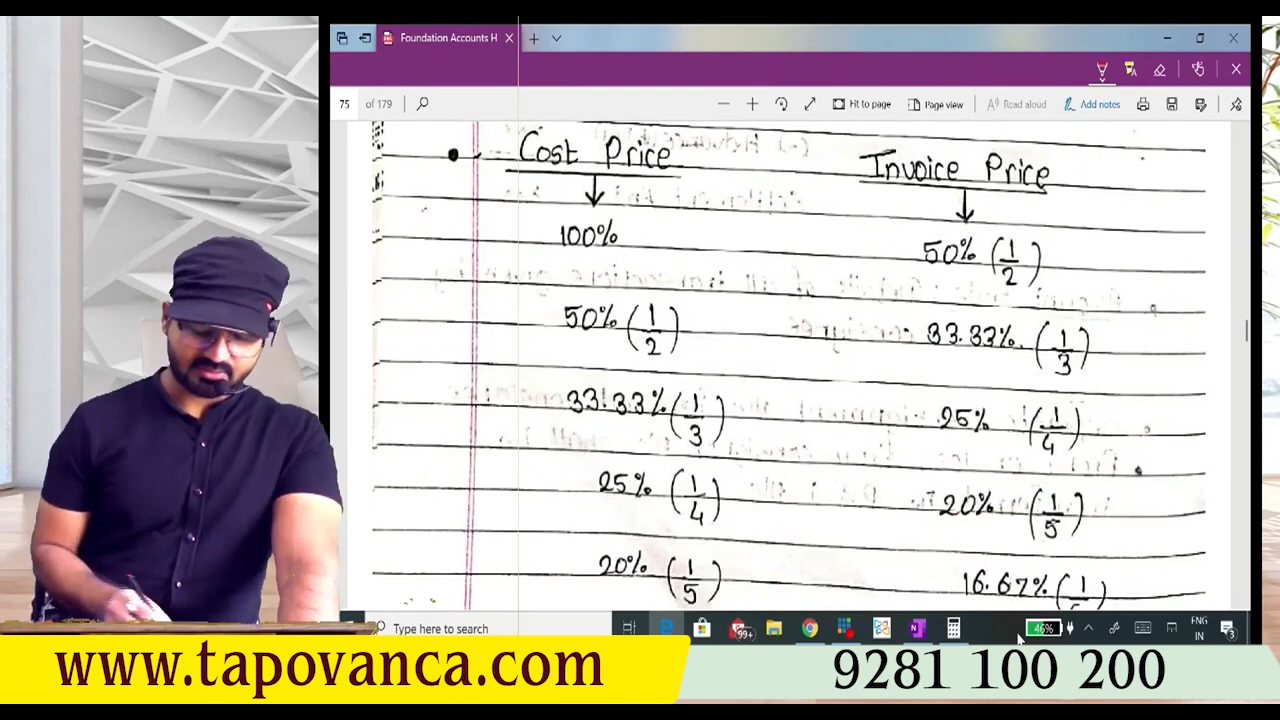 Foundation Accounts H
75 of 179
Fit to page
Page view
Read aloud
Add notes
• Cost Price Invoice Price
100% 50% (1/2)
50% (1/2) 33.33% (1/3)
33.33% (1/3) 25% (1/4)
25% (1/4) 20% (1/5)
20% (1/5) 16.67%
Type here to search
99+
46%
ENG
IN
3
www.tapovanca.com
9281 100 200